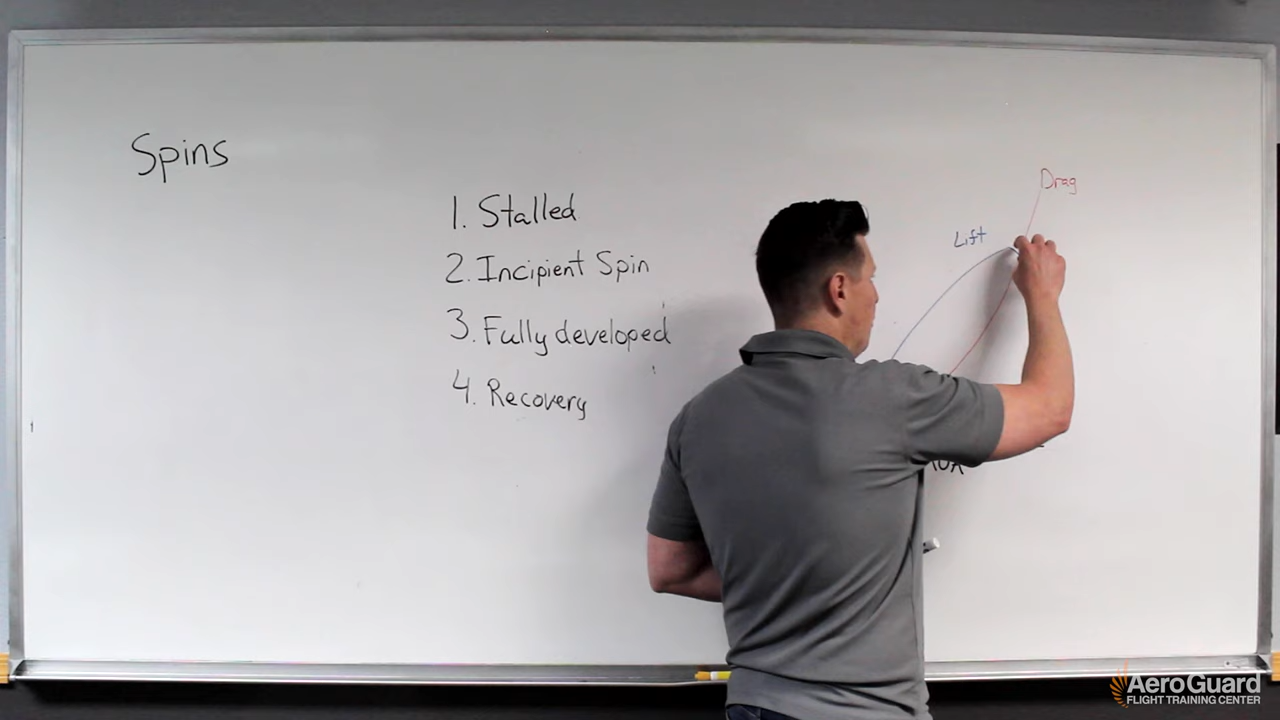 Spins
1. Stalled
2. Incipient Spin
3. Fully developed
4. Recovery
Drag
Lift
AeroGuard
FLIGHT TRAINING CENTER